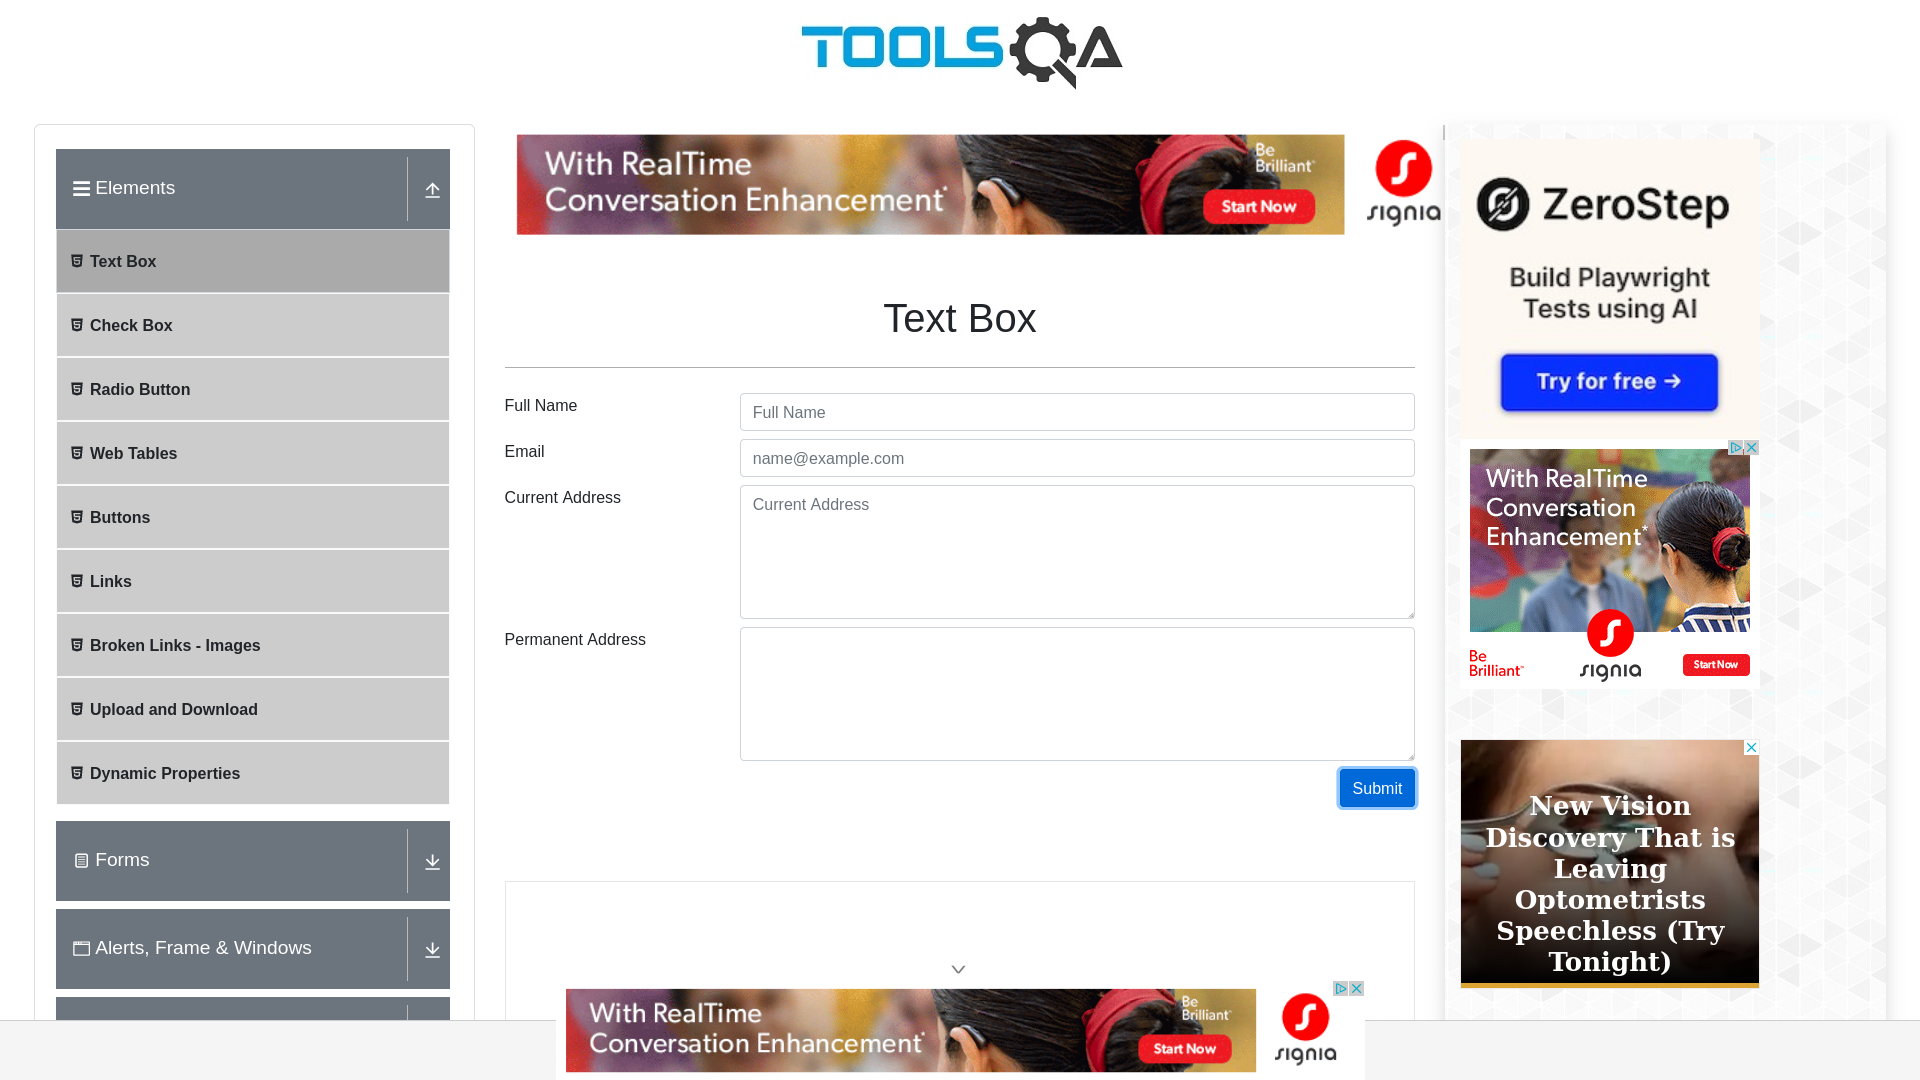 TOOLSQA
Elements
Text Box
Check Box
Radio Button
Web Tables
Buttons
Links
Broken Links - Images
Upload and Download
Dynamic Properties
Forms
Alerts, Frame & Windows
With RealTime
Conversation Enhancement*
Be
Brilliant™
Start Now
signia
Text Box
Full Name
Full Name
Email
name@example.com
Current Address
Current Address
Permanent Address
Submit
With RealTime
Conversation Enhancement*
Be
Brilliant™
Start Now
signia
ZeroStep
Build Playwright
Tests using AI
Try for free →
With RealTime
Conversation
Enhancement*
Be
Brilliant™
signia
Start Now
New Vision
Discovery That is
Leaving
Optometrists
Speechless (Try
Tonight)